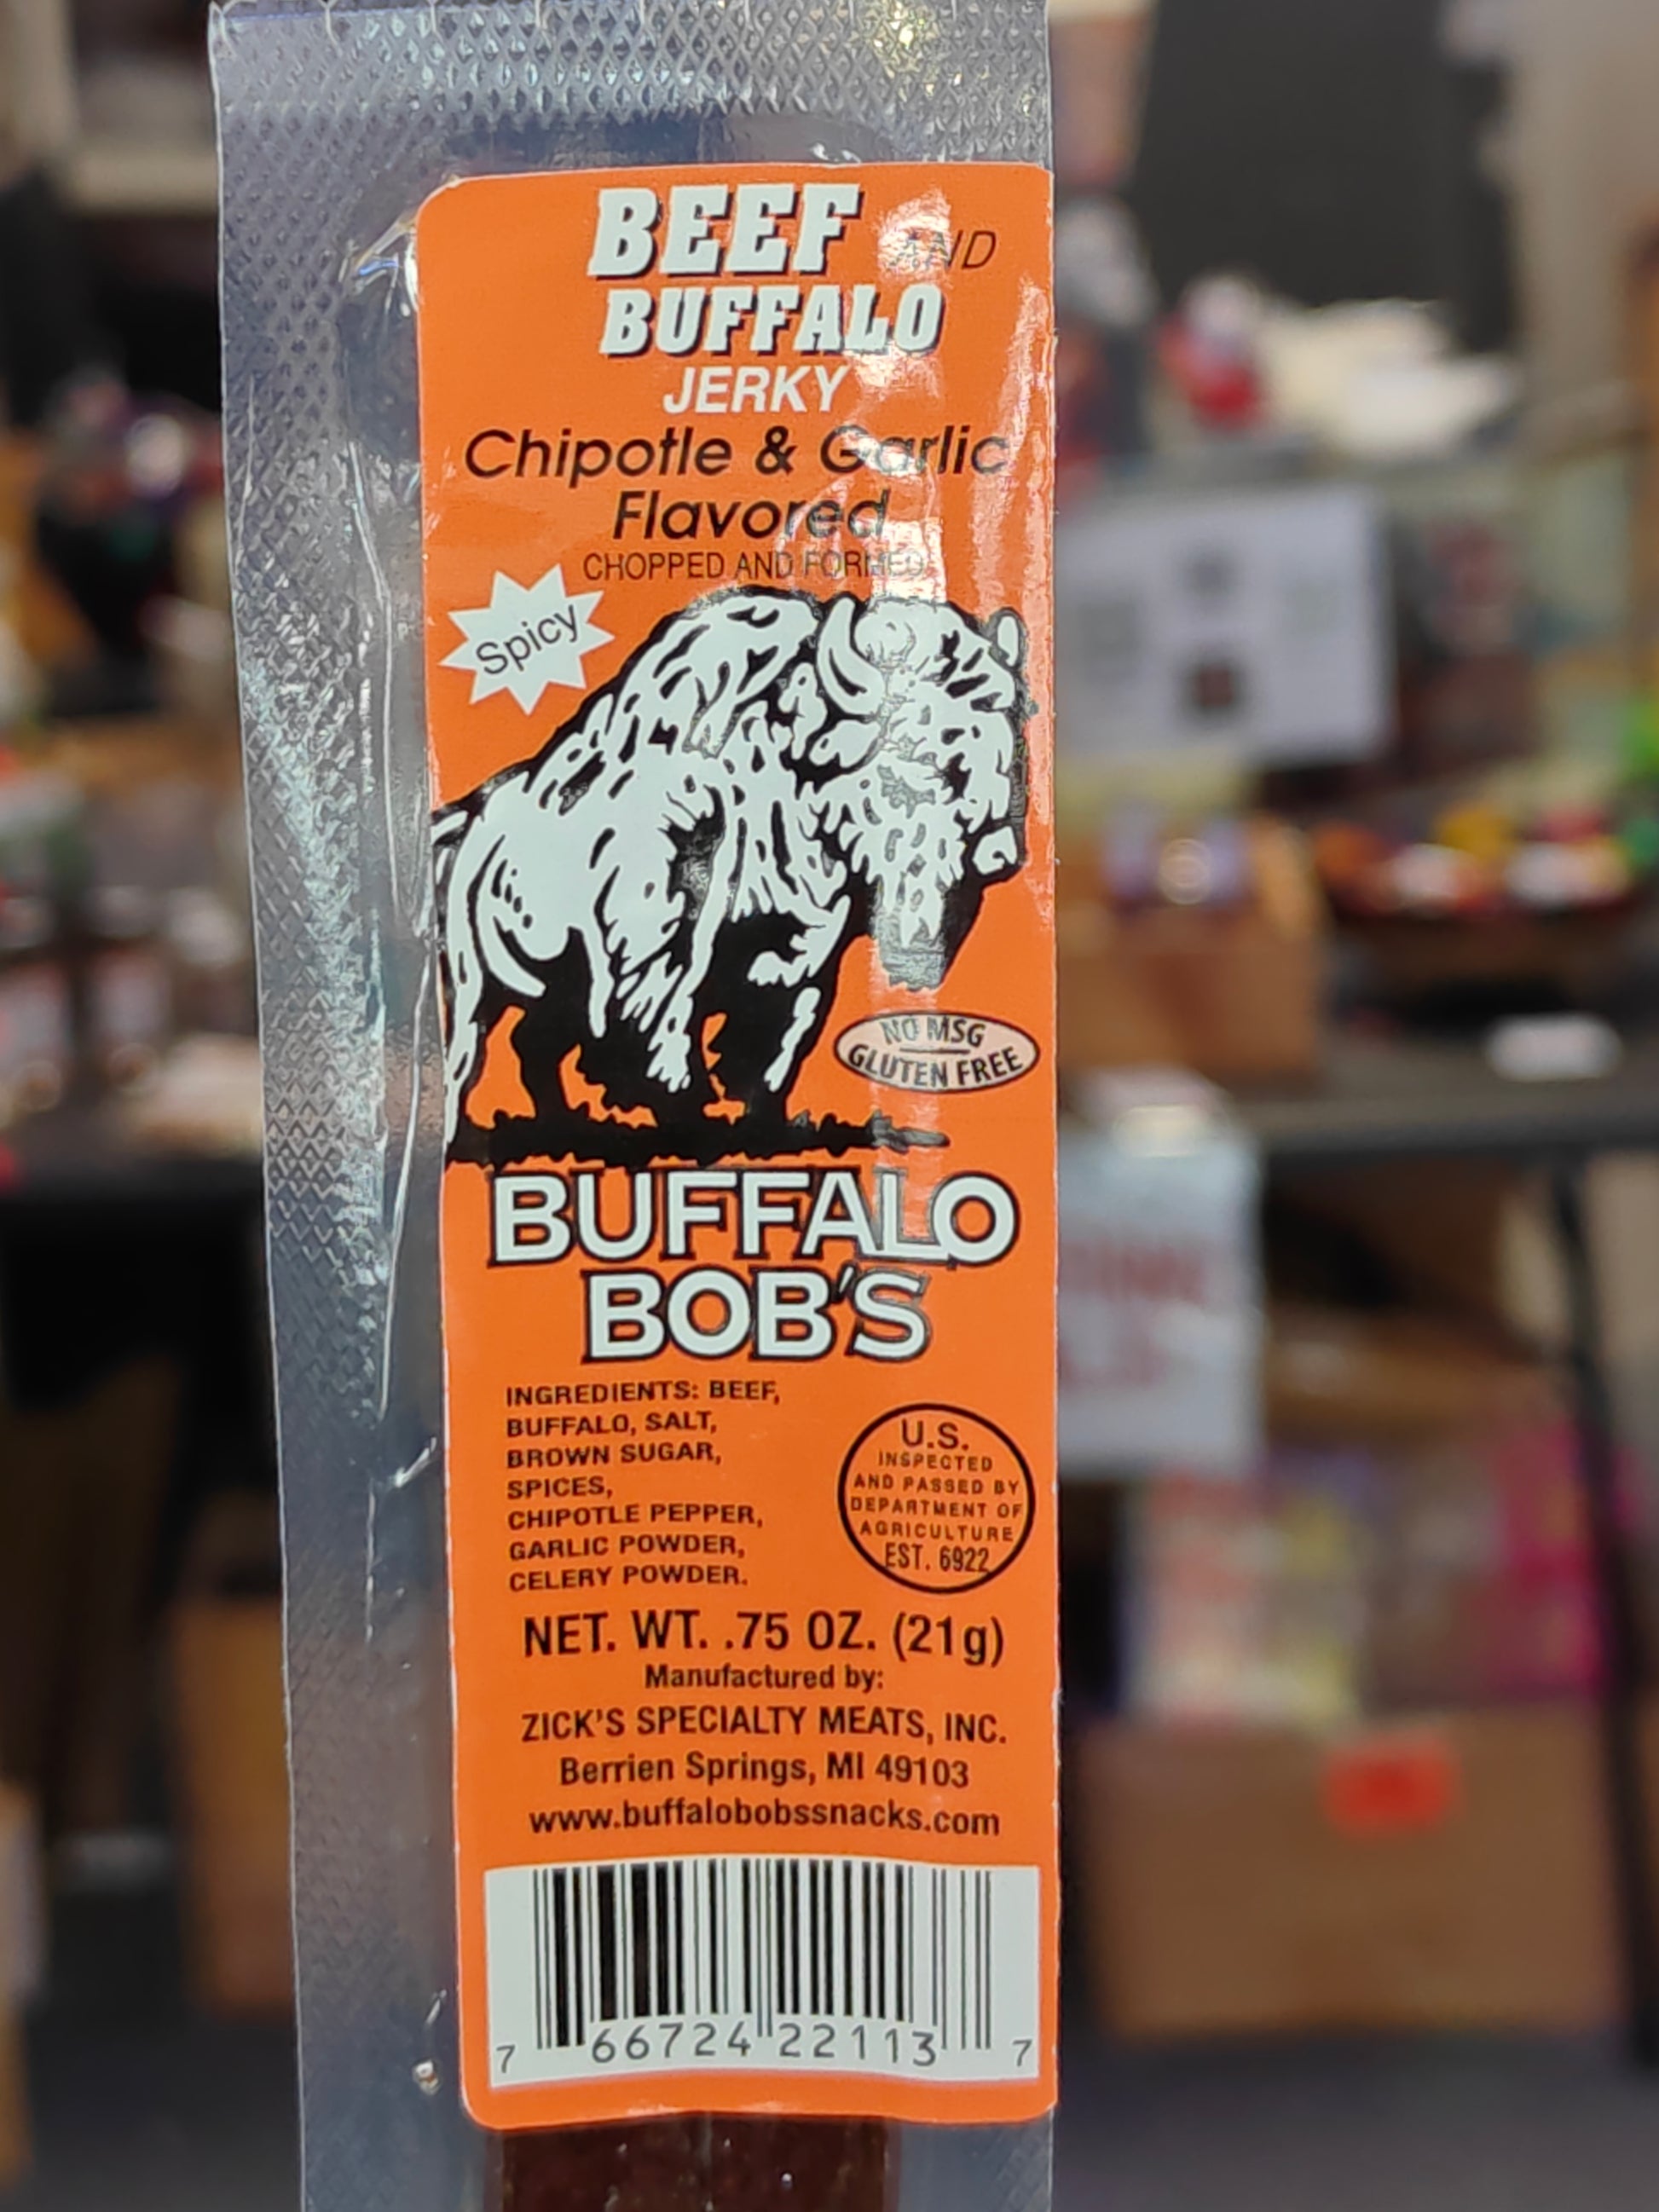 BEEF AND
BUFFALO
JERKY
Chipotle & Garlic
Flavored
CHOPPED AND FORMED
Spicy
NO MSG
GLUTEN FREE
BUFFALO
BOB'S
INGREDIENTS: BEEF,
BUFFALO, SALT,
BROWN SUGAR,
SPICES,
CHIPOTLE PEPPER,
GARLIC POWDER,
CELERY POWDER.
U.S.
INSPECTED
AND PASSED BY
DEPARTMENT OF
AGRICULTURE
EST. 6922
NET. WT. .75 OZ. (21g)
Manufactured by:
ZICK'S SPECIALTY MEATS, INC.
Berrien Springs, MI 49103
www.buffalobobssnacks.com
7 66724 22113 7